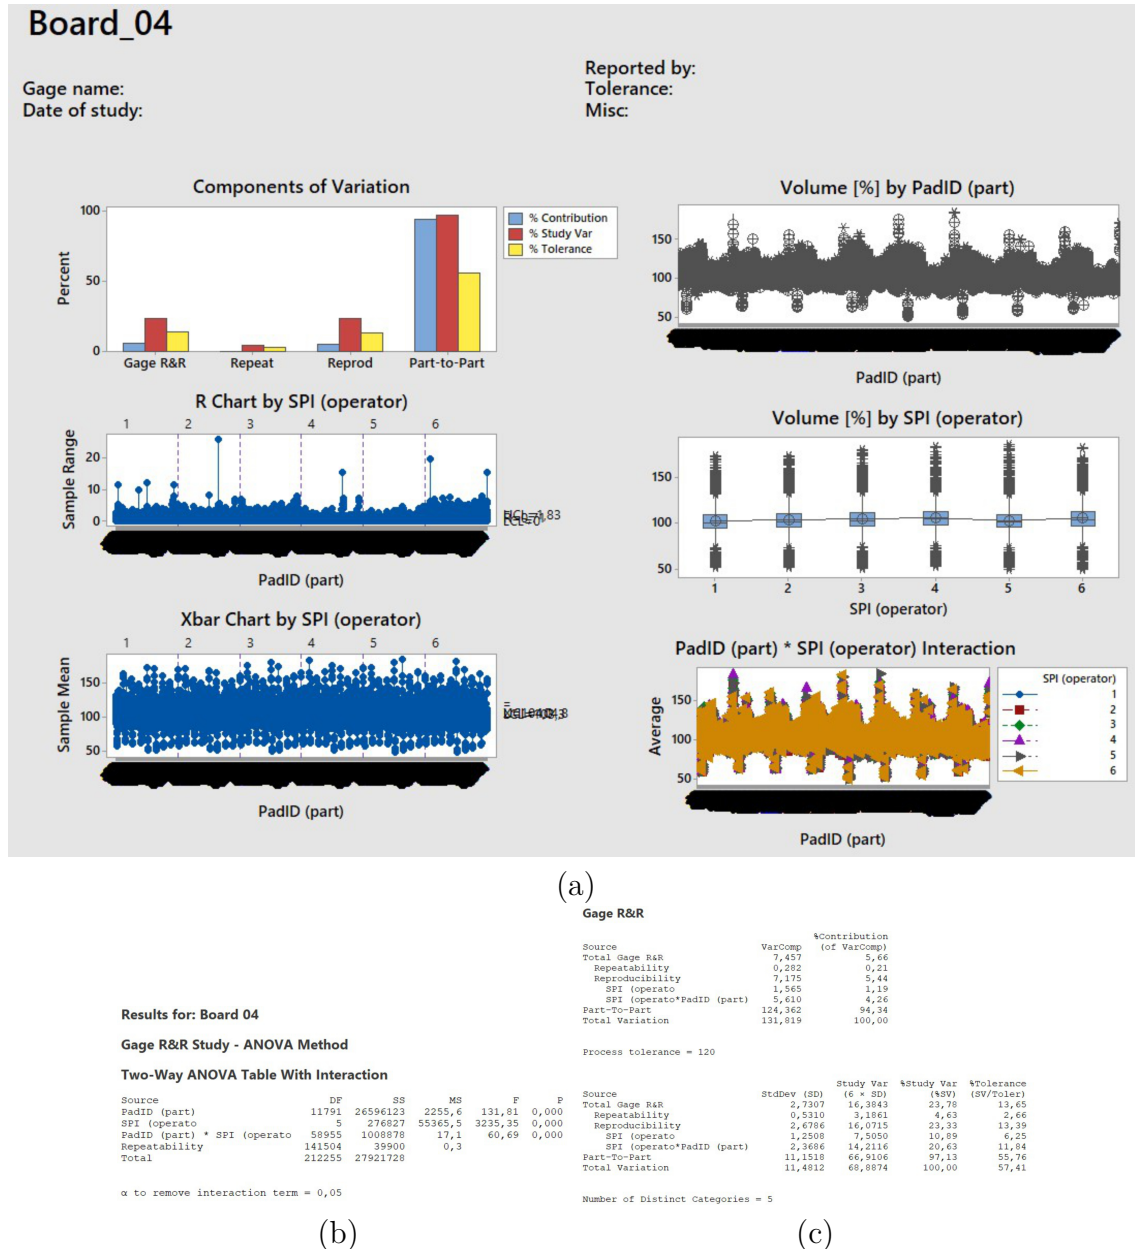 Board_04
Gage name:
Date of study:
Reported by:
Tolerance:
Misc:
Components of Variation
100
50
0
Percent
Gage R&R Repeat Reprod Part-to-Part
% Contribution
% Study Var
% Tolerance
R Chart by SPI (operator)
1 2 3 4 5 6
20
10
0
Sample Range
PadID (part)
Xbar Chart by SPI (operator)
1 2 3 4 5 6
150
100
50
Sample Mean
PadID (part)
Volume [%] by PadID (part)
150
100
50
PadID (part)
Volume [%] by SPI (operator)
150
100
50
1 2 3 4 5 6
SPI (operator)
PadID (part) * SPI (operator) Interaction
150
100
50
Average
PadID (part)
SPI (operator)
1
2
3
4
5
6
(a)
Results for: Board 04
Gage R&R Study - ANOVA Method
Two-Way ANOVA Table With Interaction
Source DF SS MS F P
PadID (part) 11791 26596123 2255,6 131,81 0,000
SPI (operato 5 276827 55365,5 3235,35 0,000
PadID (part) * SPI (operato 58955 1008878 17,1 60,69 0,000
Repeatability 141504 39900 0,3
Total 212255 27921728
α to remove interaction term = 0,05
(b)
Gage R&R
%Contribution
Source VarComp (of VarComp)
Total Gage R&R 7,457 5,66
Repeatability 0,282 0,21
Reproducibility 7,175 5,44
SPI (operato 1,565 1,19
SPI (operato*PadID (part) 5,610 4,26
Part-To-Part 124,362 94,34
Total Variation 131,819 100,00
Process tolerance = 120
Study Var %Study Var %Tolerance
Source StdDev (SD) (6 × SD) (%SV) (SV/Toler)
Total Gage R&R 2,7307 16,3843 23,78 13,65
Repeatability 0,5310 3,1861 4,63 2,66
Reproducibility 2,6786 16,0715 23,33 13,39
SPI (operato 1,2508 7,5050 10,89 6,25
SPI (operato*PadID (part) 2,3686 14,2116 20,63 11,84
Part-To-Part 11,1518 66,9106 97,13 55,76
Total Variation 11,4812 68,8874 100,00 57,41
Number of Distinct Categories = 5
(c)